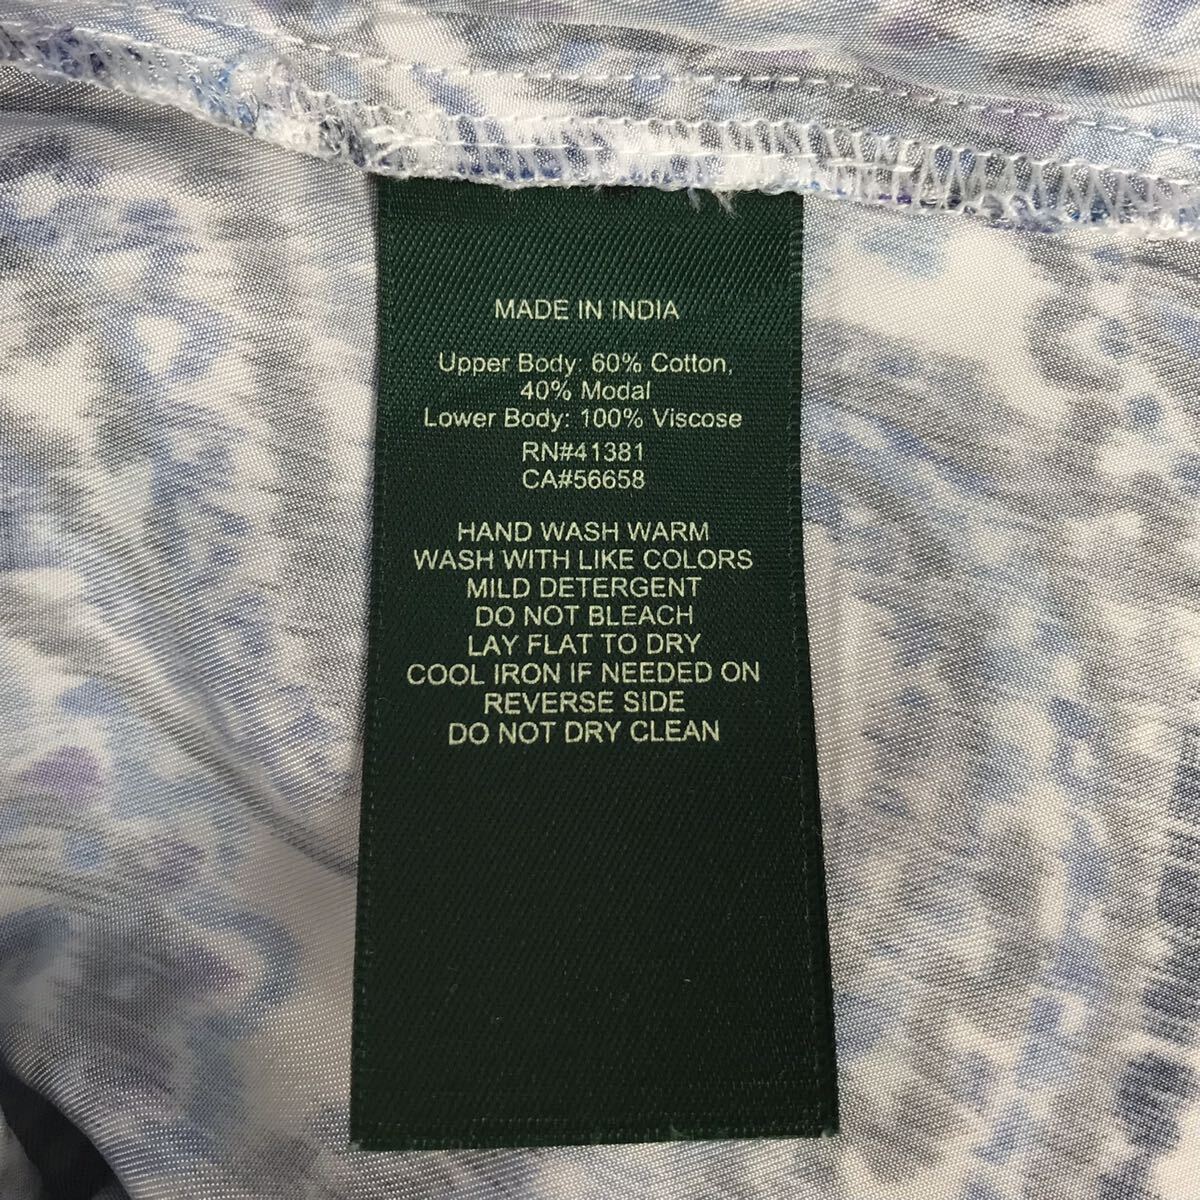 MADE IN INDIA
Upper Body: 60% Cotton,
40% Modal
Lower Body: 100% Viscose
RN#41381
CA#56658
HAND WASH WARM
WASH WITH LIKE COLORS
MILD DETERGENT
DO NOT BLEACH
LAY FLAT TO DRY
COOL IRON IF NEEDED ON
REVERSE SIDE
DO NOT DRY CLEAN